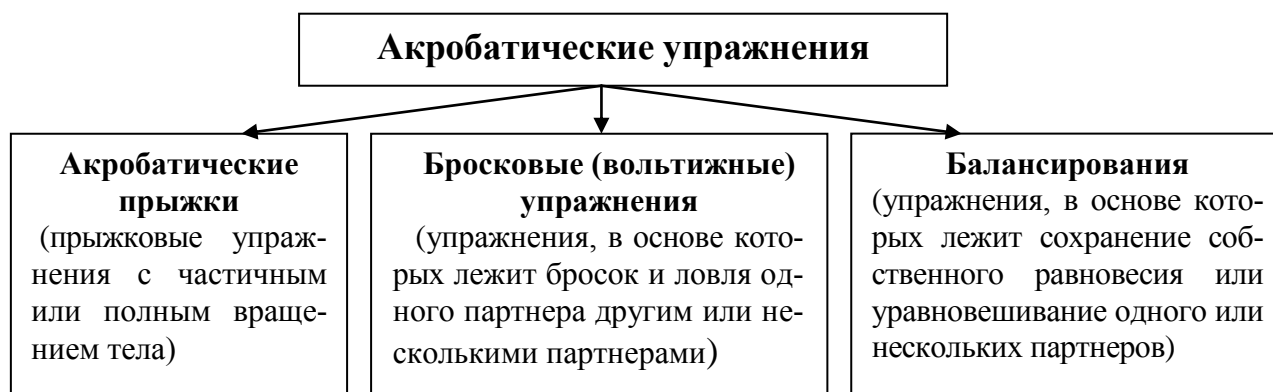 Акробатические упражнения
Акробатические
прыжки
(прыжковые упраж-
нения с частичным
или полным враще-
нием тела)
Бросковые (вольтижные)
упражнения
(упражнения, в основе кото-
рых лежит бросок и ловля од-
ного партнера другим или не-
сколькими партнерами)
Балансирования
(упражнения, в основе кото-
рых лежит сохранение соб-
ственного равновесия или
уравновешивание одного или
нескольких партнеров)